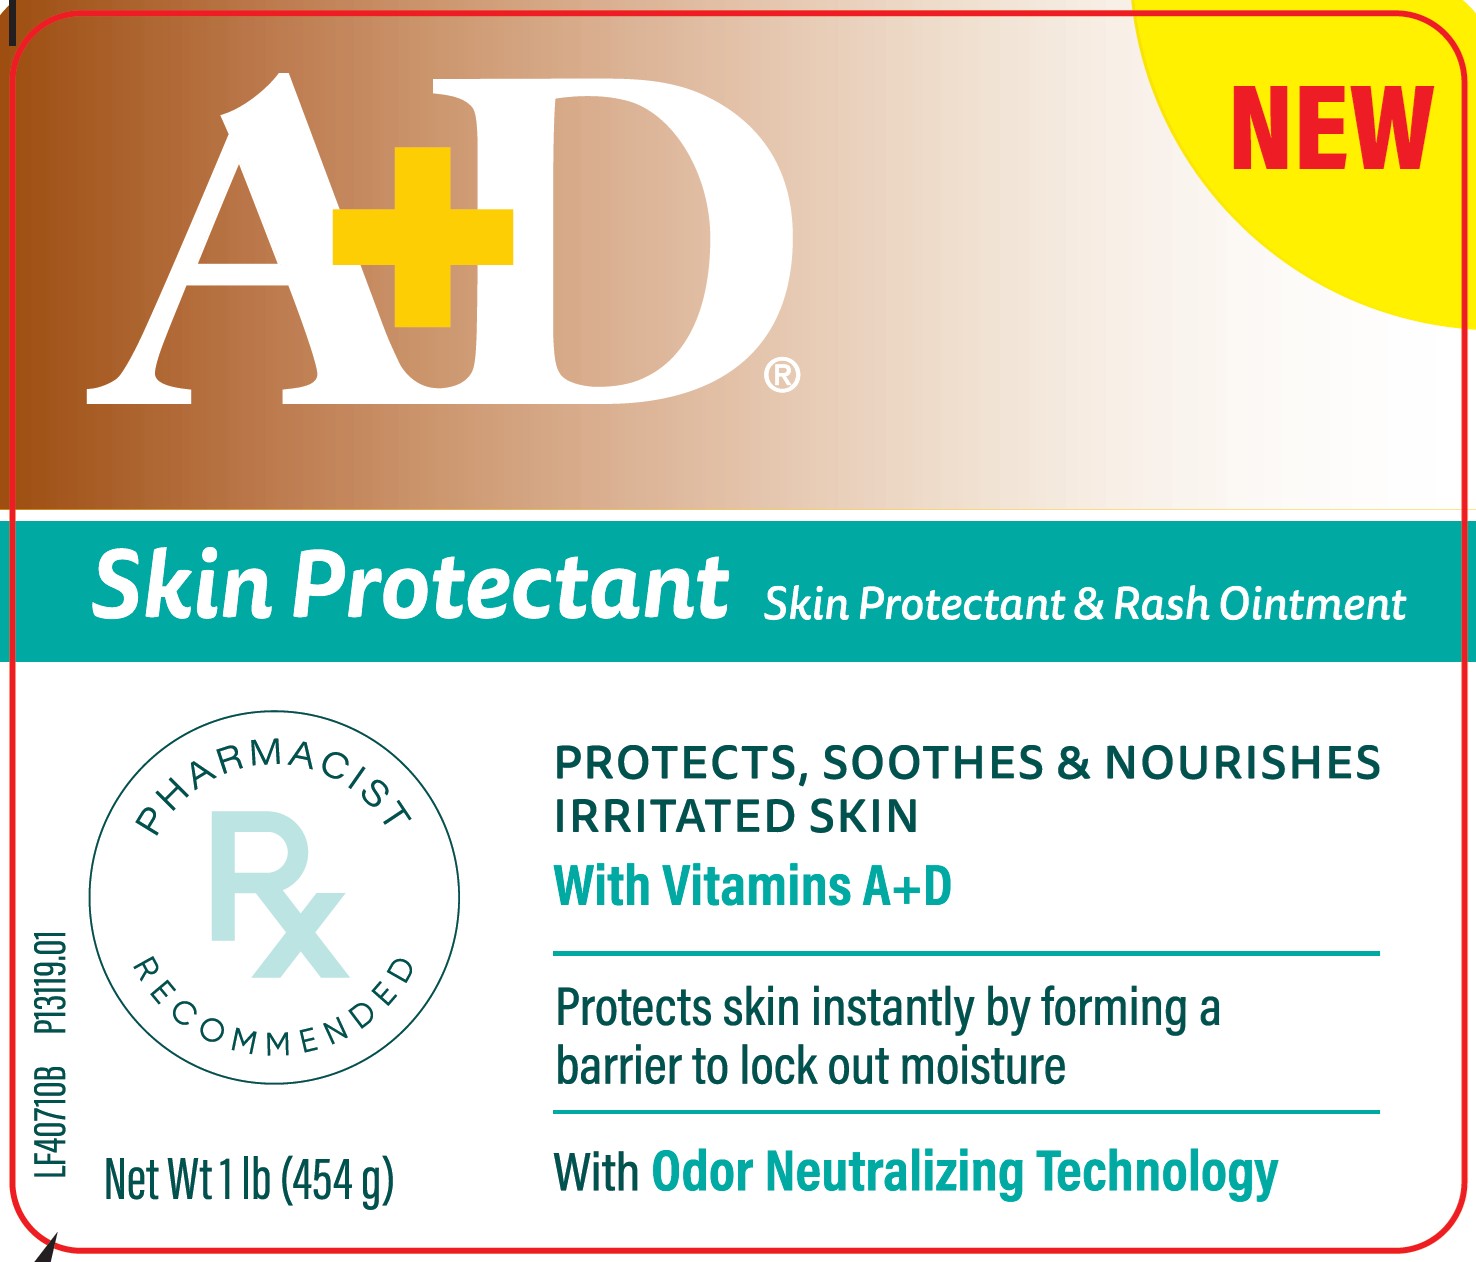 A+D®
NEW
Skin Protectant Skin Protectant & Rash Ointment
PHARMACIST
Rx
RECOMMENDED
PROTECTS, SOOTHES & NOURISHES
IRRITATED SKIN
With Vitamins A+D
Protects skin instantly by forming a
barrier to lock out moisture
With Odor Neutralizing Technology
Net Wt 1 lb (454 g)
LF40710B P13119.01